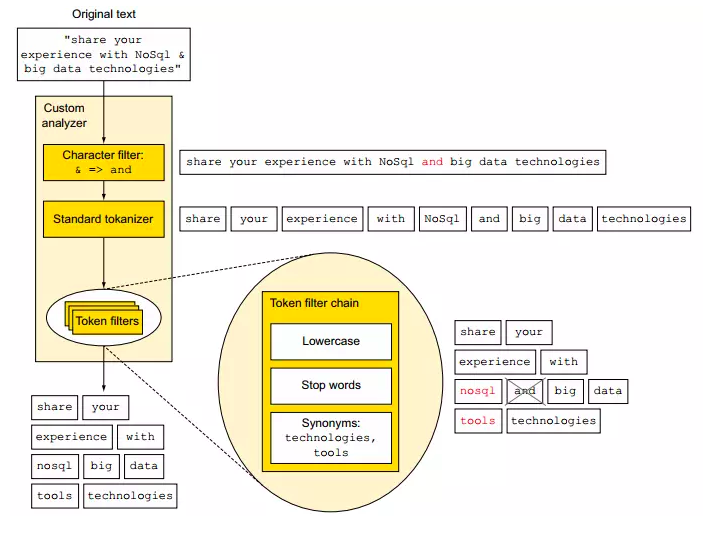 Original text
"share your
experience with NoSql &
big data technologies"
Custom
analyzer
Character filter:
& => and
share your experience with NoSql and big data technologies
Standard tokanizer
share your experience with NoSql and big data technologies
Token filters
Token filter chain
Lowercase
Stop words
Synonyms:
technologies,
tools
share your
experience with
nosql and big data
tools technologies
share your
experience with
nosql big data
tools technologies